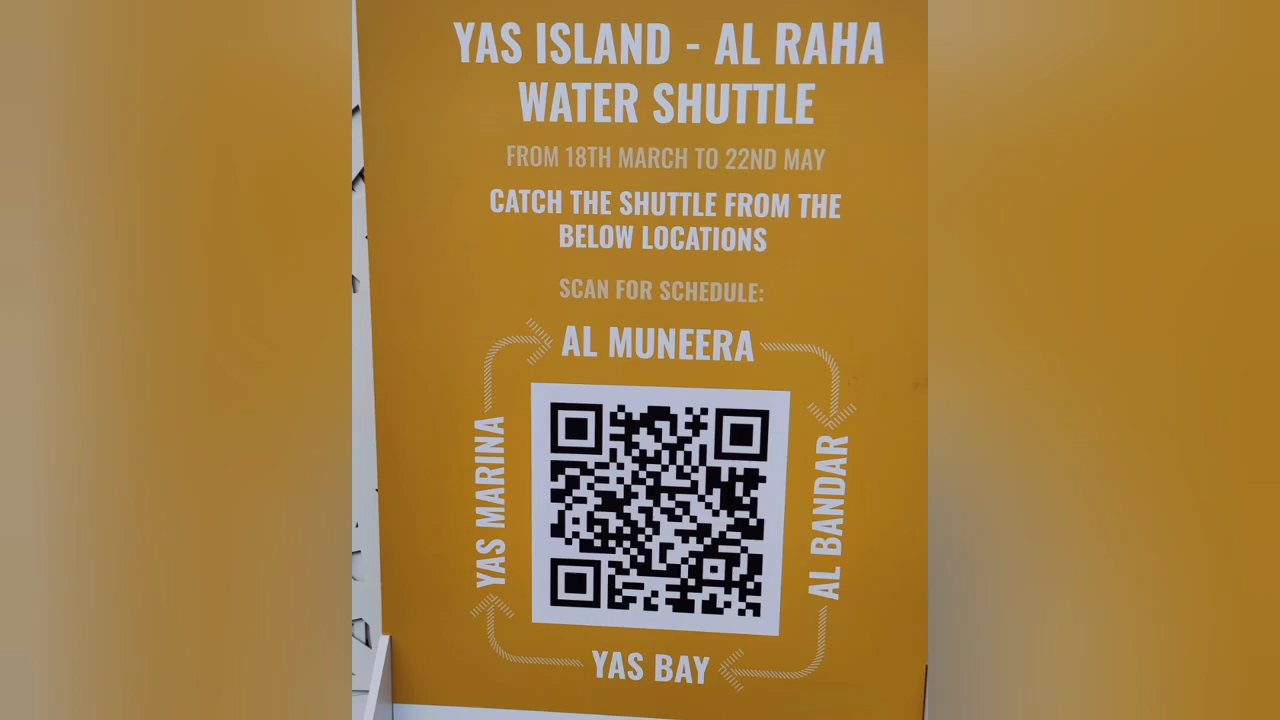 YAS ISLAND - AL RAHA
WATER SHUTTLE
FROM 18TH MARCH TO 22ND MAY
CATCH THE SHUTTLE FROM THE
BELOW LOCATIONS
SCAN FOR SCHEDULE:
AL MUNEERA
YAS MARINA
AL BANDAR
YAS BAY